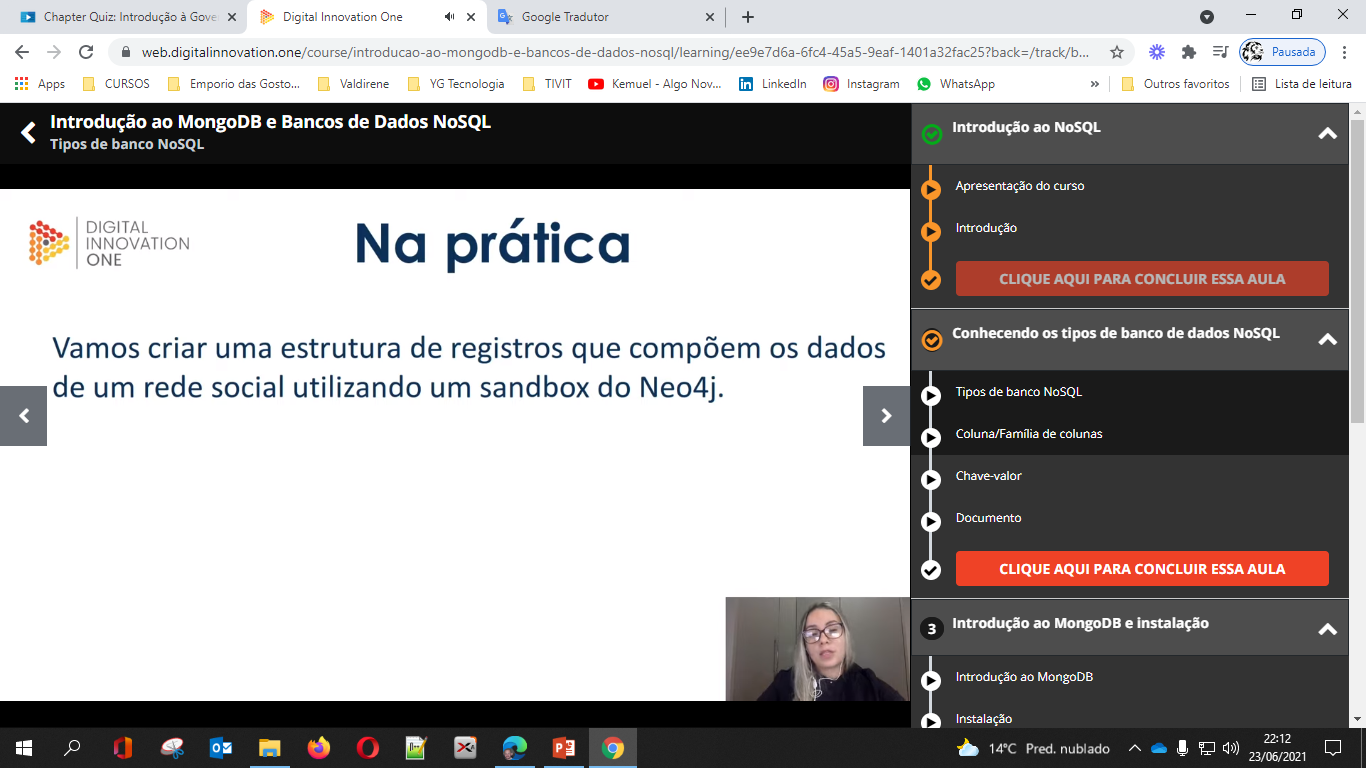 Chapter Quiz: Introdução à Gove
Digital Innovation One
Google Tradutor
web.digitalinnovation.one/course/introducao-ao-mongodb-e-bancos-de-dados-nosql/learning/ee9e7d6a-6fc4-45a5-9eaf-1401a32fac25?back=/track/b...
Pausada
Apps
CURSOS
Emporio das Gosto...
Valdirene
YG Tecnologia
TIVIT
Kemuel - Algo Nov...
LinkedIn
Instagram
WhatsApp
»
Outros favoritos
Lista de leitura
Introdução ao MongoDB e Bancos de Dados NoSQL
Tipos de banco NoSQL
DIGITAL
INNOVATION
ONE
Na prática
Vamos criar uma estrutura de registros que compõem os dados
de um rede social utilizando um sandbox do Neo4j.
Introdução ao NoSQL
Apresentação do curso
Introdução
CLIQUE AQUI PARA CONCLUIR ESSA AULA
Conhecendo os tipos de banco de dados NoSQL
Tipos de banco NoSQL
Coluna/Família de colunas
Chave-valor
Documento
CLIQUE AQUI PARA CONCLUIR ESSA AULA
3 Introdução ao MongoDB e instalação
Introdução ao MongoDB
Instalação
14°C Pred. nublado
22:12
23/06/2021